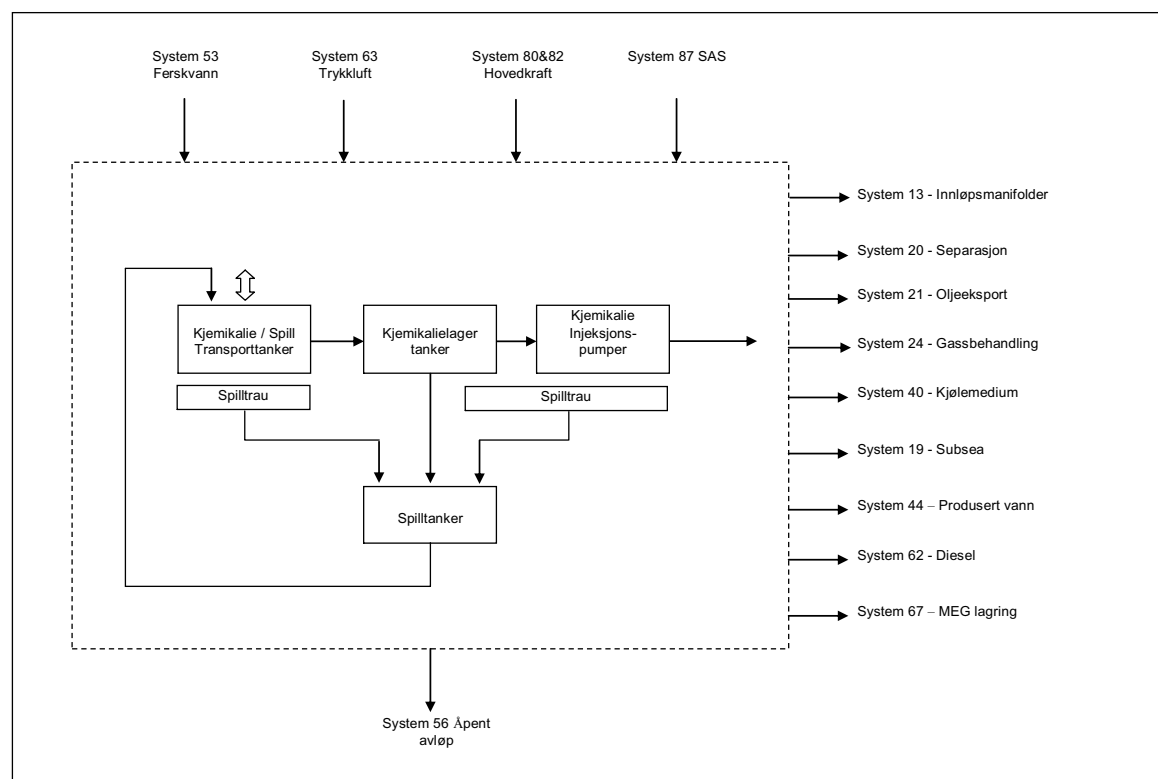 System 53
Ferskvann
System 63
Trykkluft
System 80&82
Hovedkraft
System 87 SAS
System 13 - Innløpsmanifolder
System 20 - Separasjon
System 21 - Oljeeksport
System 24 - Gassbehandling
System 40 - Kjølemedium
System 19 - Subsea
System 44 – Produsert vann
System 62 - Diesel
System 67 – MEG lagring
Kjemikalie / Spill
Transporttanker
Kjemikalielager
tanker
Kjemikalie
Injeksjons-
pumper
Spilltrau
Spilltrau
Spilltanker
System 56 Åpent
avløp